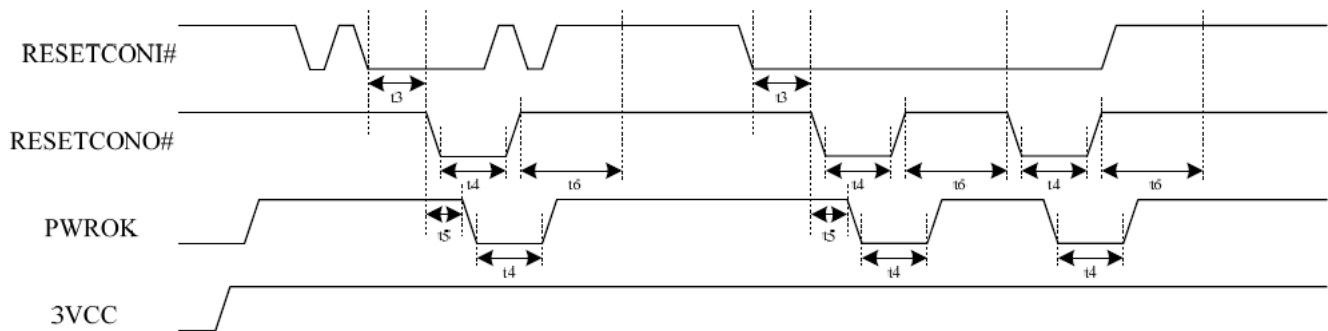 RESETCONI#
t3 t3
RESETCONO#
t4 t6 t4 t6 t4 t6
PWROK
t5 t5
t4 t4 t4
3VCC